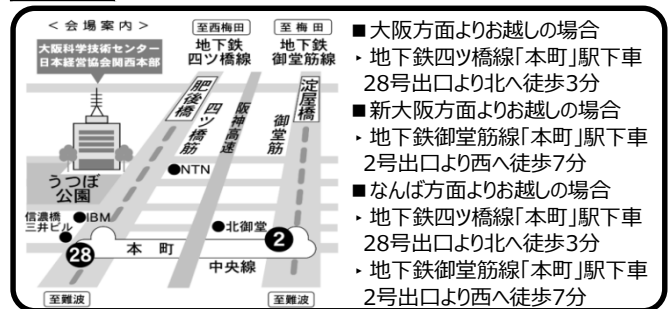 ＜会場案内＞
大阪科学技術センター
日本経営協会関西本部
至西梅田
地下鉄
四ツ橋線
至梅田
地下鉄
御堂筋線
肥後橋
四ツ橋筋
阪神高速
御堂筋
淀屋橋
うつぼ
公園
●NTN
信濃橋
三井ビル
●IBM
●北御堂
28
本町
2
中央線
至難波
至難波
■大阪方面よりお越しの場合
‣ 地下鉄四ツ橋線「本町」駅下車
28号出口より北へ徒歩3分
■新大阪方面よりお越しの場合
‣ 地下鉄御堂筋線「本町」駅下車
2号出口より西へ徒歩7分
■なんば方面よりお越しの場合
‣ 地下鉄四ツ橋線「本町」駅下車
28号出口より北へ徒歩3分
‣ 地下鉄御堂筋線「本町」駅下車
2号出口より西へ徒歩7分